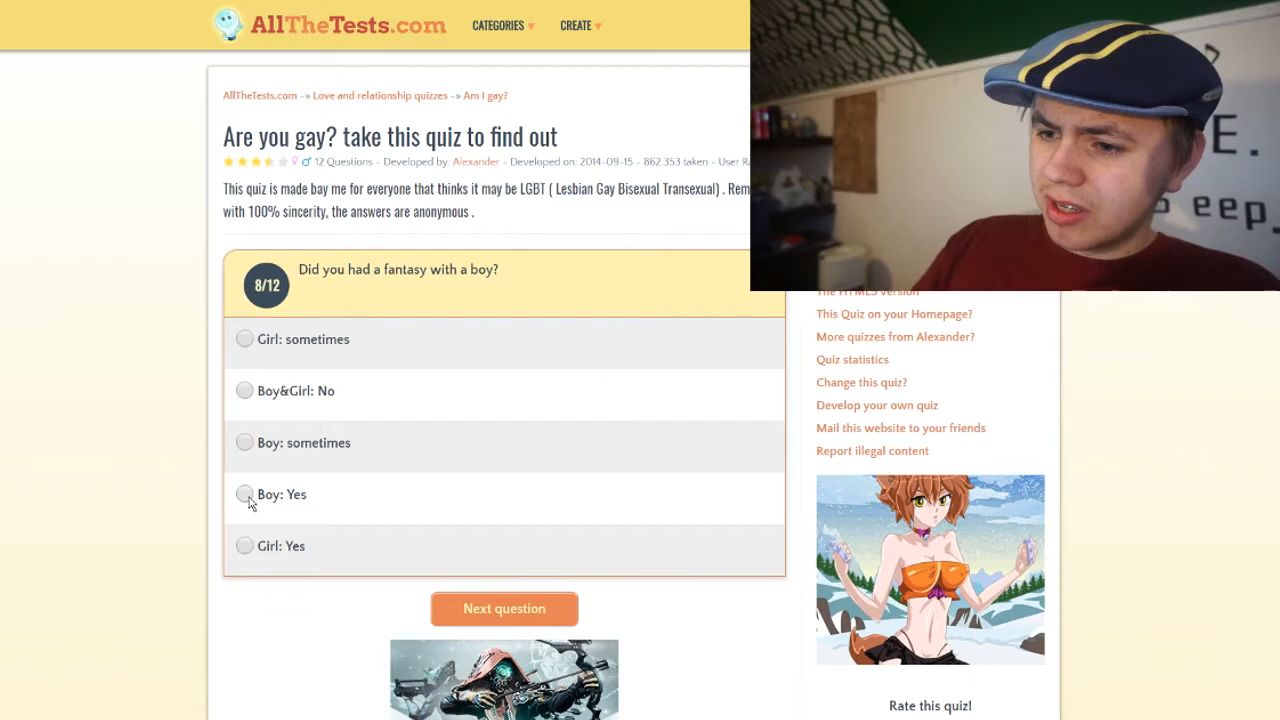 AllTheTests.com CATEGORIES CREATE
AllTheTests.com -» Love and relationship quizzes -» Am I gay?
Are you gay? take this quiz to find out
12 Questions - Developed by: Alexander - Developed on: 2014-09-15 - 862.353 taken - User
This quiz is made bay me for everyone that thinks it may be LGBT ( Lesbian Gay Bisexual Transexual) .
with 100% sincerity, the answers are anonymous .
8/12 Did you had a fantasy with a boy?
Girl: sometimes
Boy&Girl: No
Boy: sometimes
Boy: Yes
Girl: Yes
Next question
E.
eep.
The HTML5 version
This Quiz on your Homepage?
More quizzes from Alexander?
Quiz statistics
Change this quiz?
Develop your own quiz
Mail this website to your friends
Report illegal content
Rate this quiz!